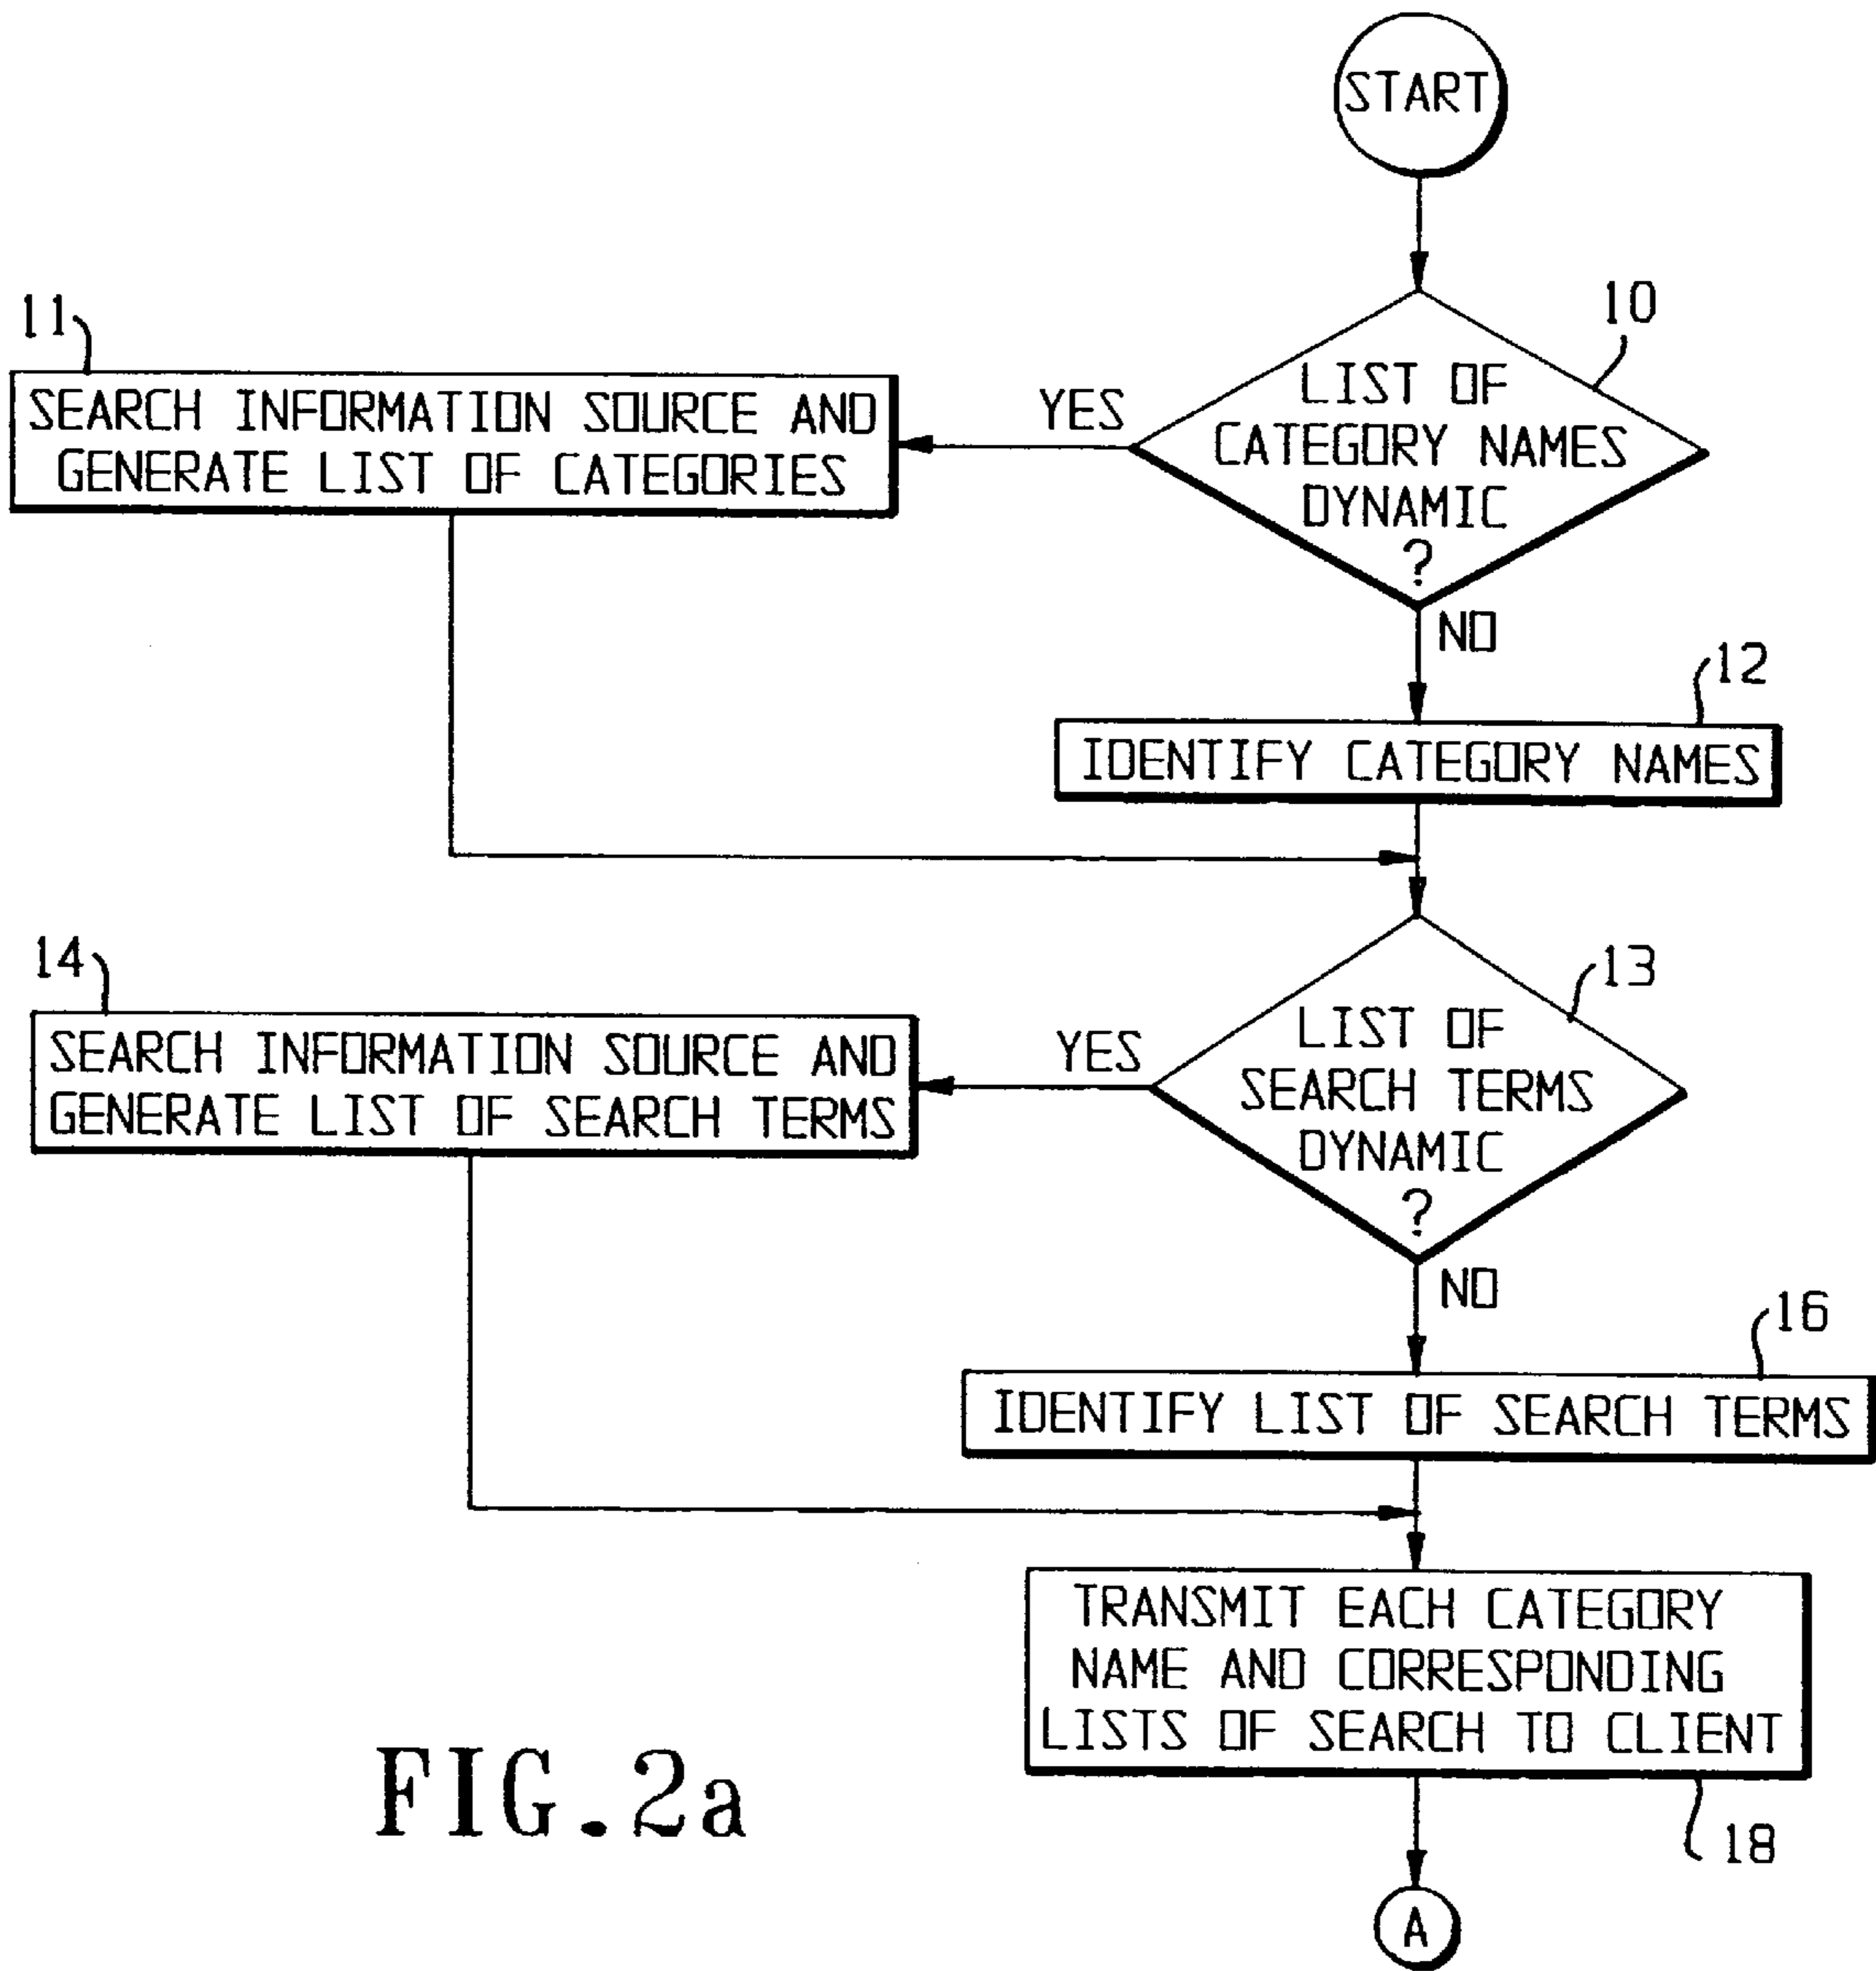 START
10
LIST OF
CATEGORY NAMES
DYNAMIC
?
YES
11
SEARCH INFORMATION SOURCE AND
GENERATE LIST OF CATEGORIES
NO
12
IDENTIFY CATEGORY NAMES
13
LIST OF
SEARCH TERMS
DYNAMIC
?
YES
14
SEARCH INFORMATION SOURCE AND
GENERATE LIST OF SEARCH TERMS
NO
16
IDENTIFY LIST OF SEARCH TERMS
TRANSMIT EACH CATEGORY
NAME AND CORRESPONDING
LISTS OF SEARCH TO CLIENT
18
A
FIG.2a